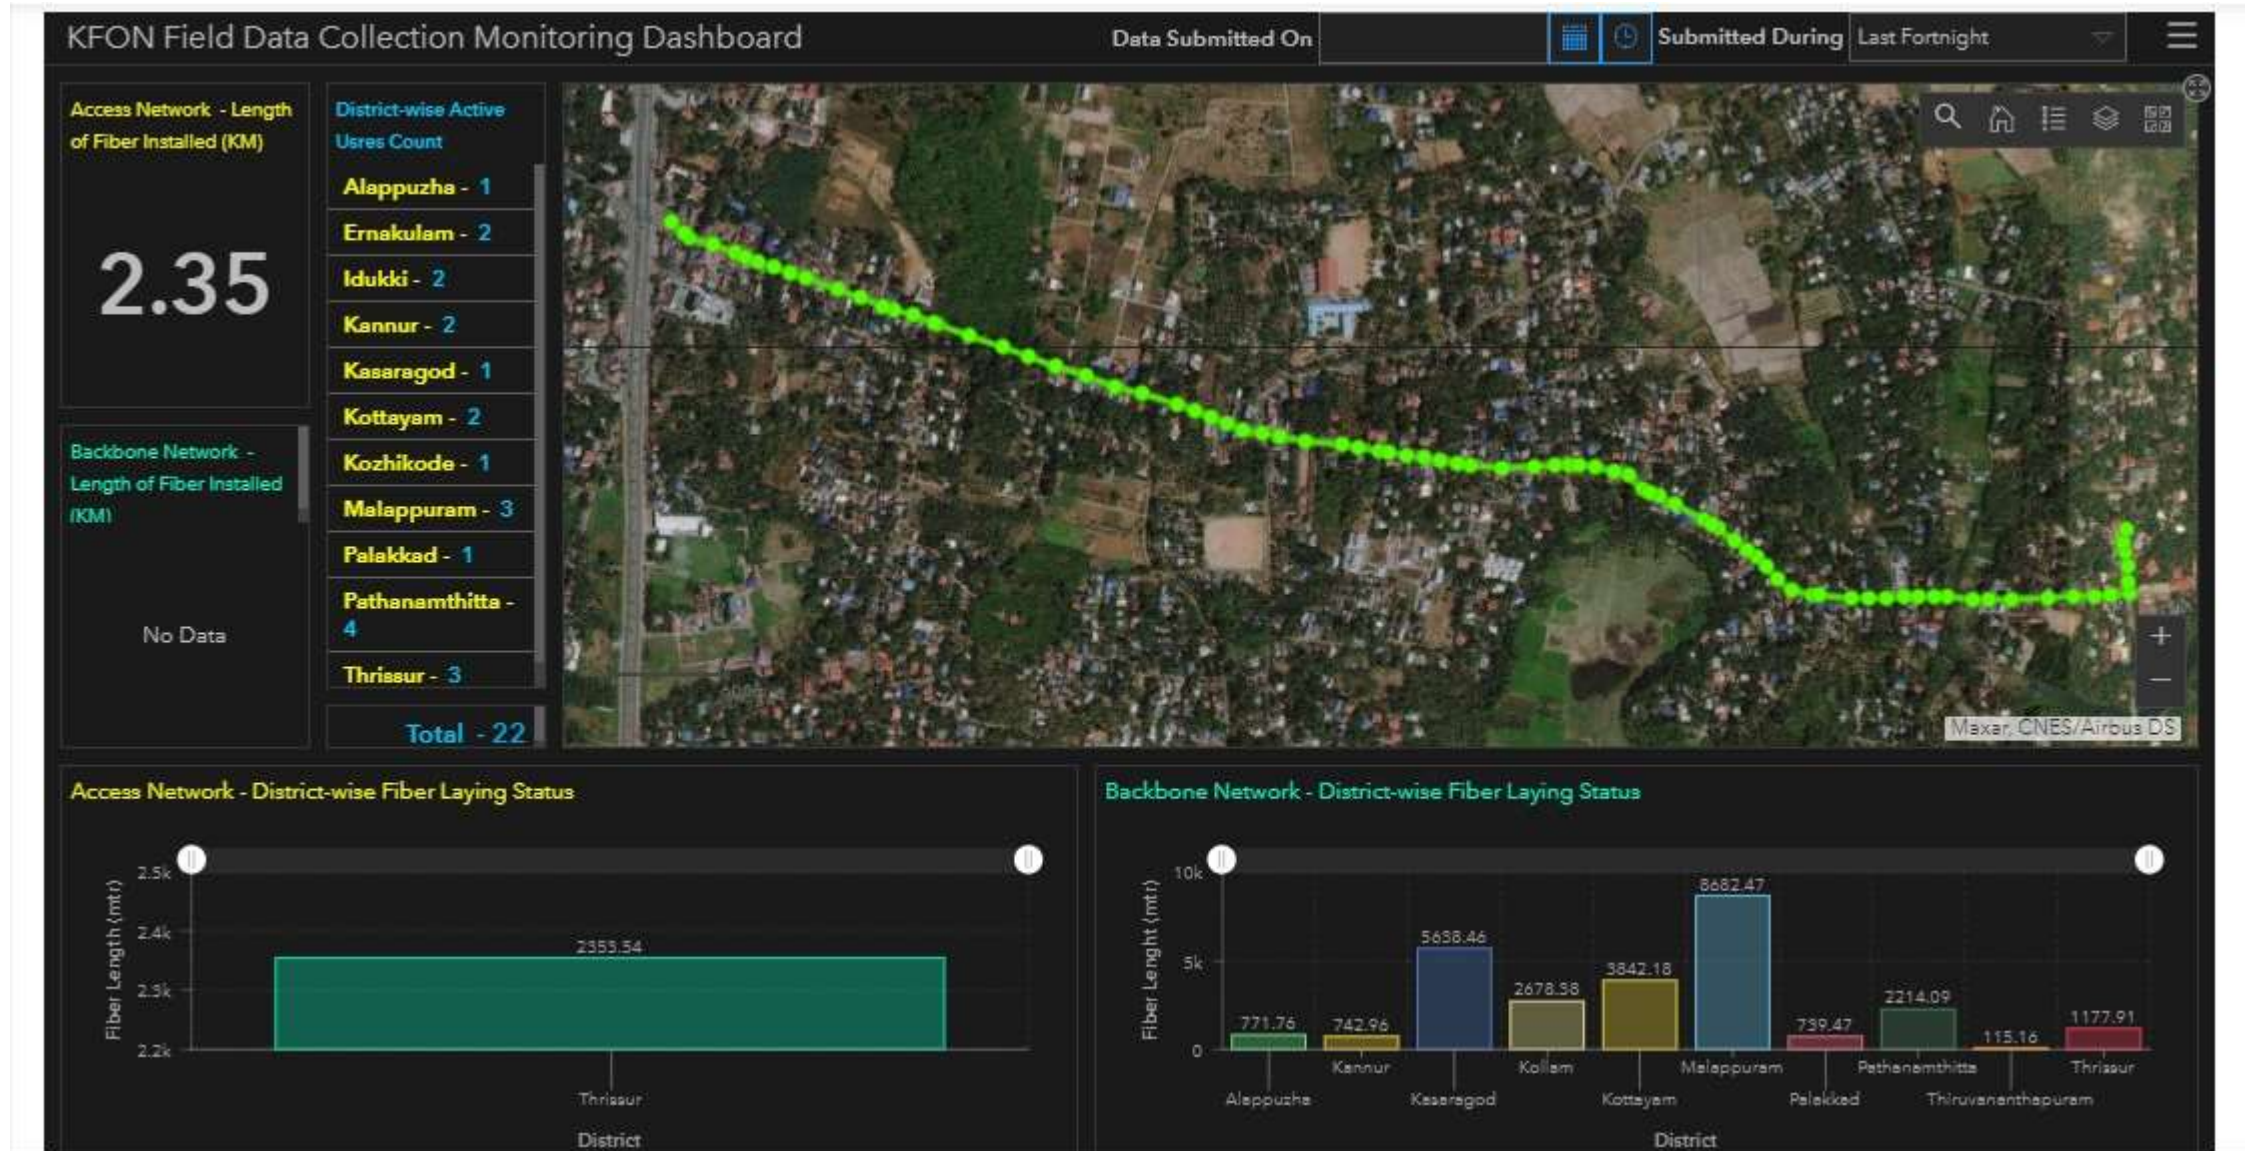 KFON Field Data Collection Monitoring Dashboard
Data Submitted On
Submitted During
Last Fortnight
Access Network - Length
of Fiber Installed (KM)
2.35
Backbone Network -
Length of Fiber Installed
(KM)
No Data
District-wise Active
Usres Count
Alappuzha - 1
Ernakulam - 2
Idukki - 2
Kannur - 2
Kasaragod - 1
Kottayam - 2
Kozhikode - 1
Malappuram - 3
Palakkad - 1
Pathanamthitta -
4
Thrissur - 3
Total - 22
+
−
Maxar, CNES/Airbus DS
Access Network - District-wise Fiber Laying Status
Fiber Length (mtr)
2.5k
2.4k
2.3k
2.2k
2353.54
Thrissur
District
Backbone Network - District-wise Fiber Laying Status
Fiber Lenght (mtr)
10k
5k
0
771.76
742.96
5638.46
2678.38
3842.18
8682.47
739.47
2214.09
115.16
1177.91
Kannur
Kollam
Malappuram
Pathanamthitta
Thrissur
Alappuzha
Kasaragod
Kottayam
Palakkad
Thiruvananthapuram
District